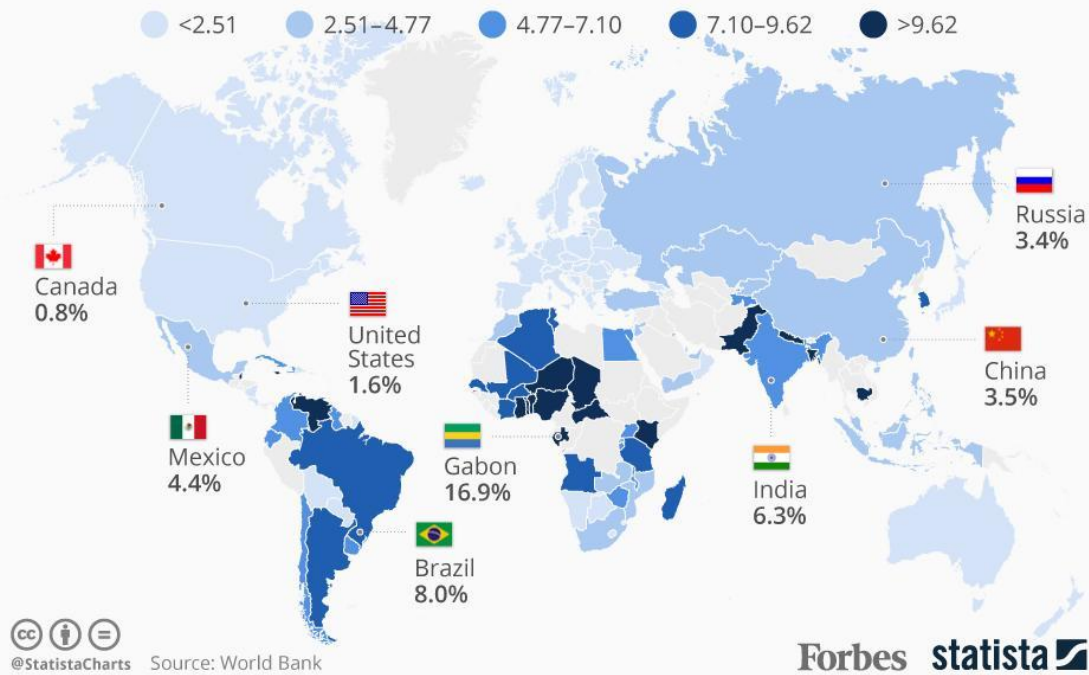 <2.51 2.51–4.77 4.77–7.10 7.10–9.62 >9.62
Canada
0.8%
United
States
1.6%
Russia
3.4%
China
3.5%
Mexico
4.4%
Gabon
16.9%
India
6.3%
Brazil
8.0%
cc
@StatistaCharts Source: World Bank
Forbes statista